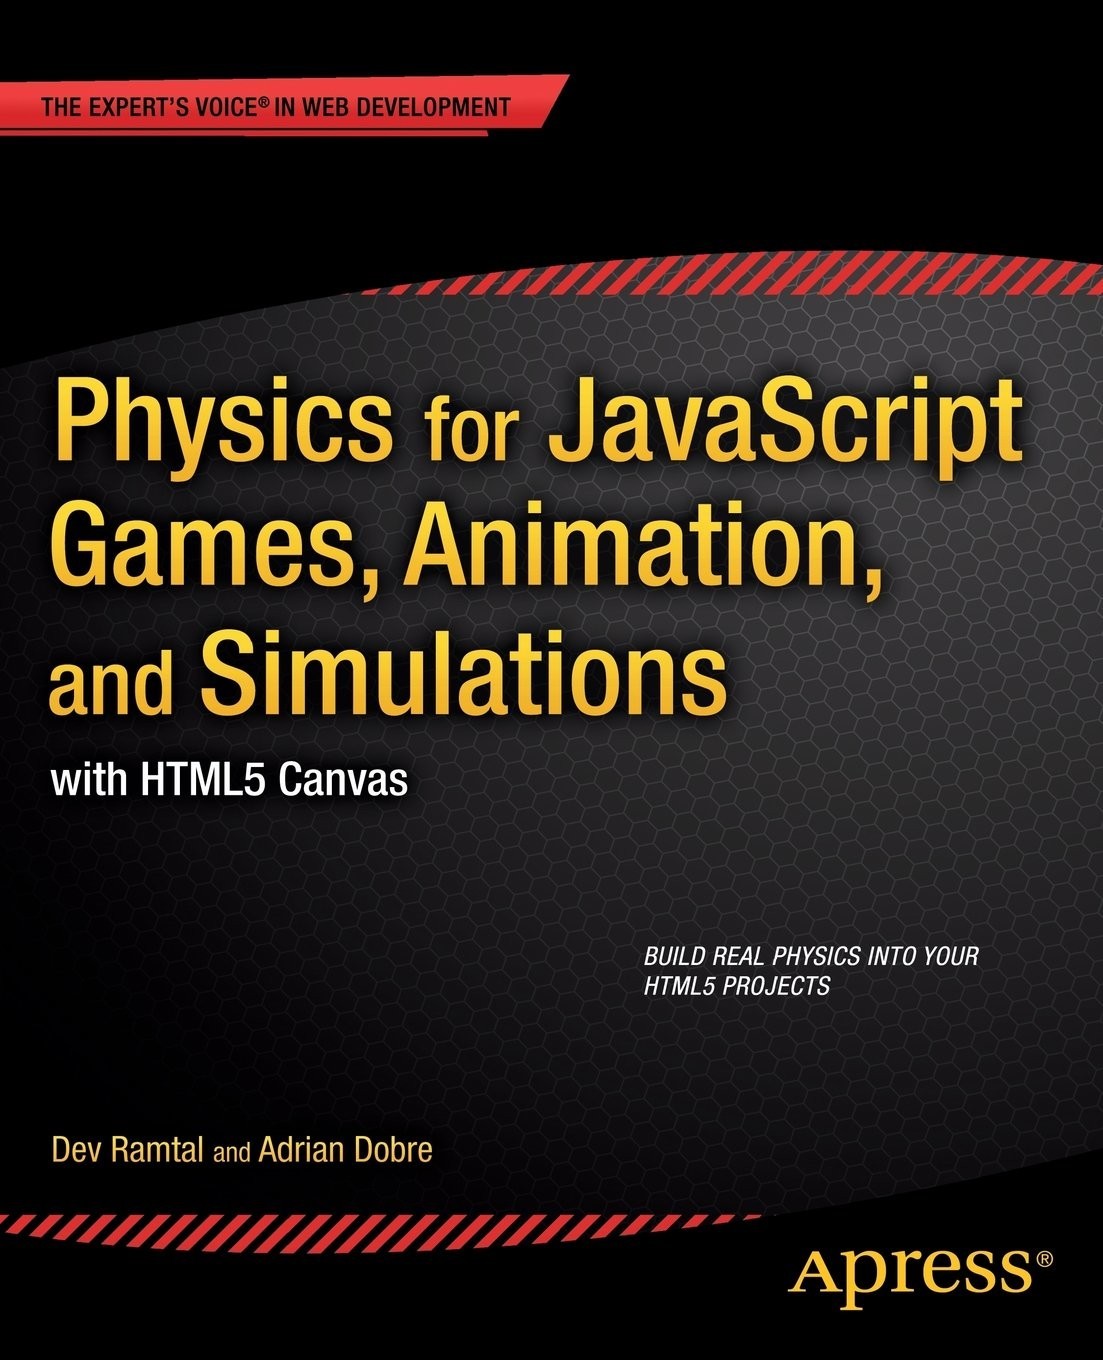 THE EXPERT'S VOICE® IN WEB DEVELOPMENT
Physics for JavaScript
Games, Animation,
and Simulations
with HTML5 Canvas
BUILD REAL PHYSICS INTO YOUR
HTML5 PROJECTS
Dev Ramtal and Adrian Dobre
Apress®